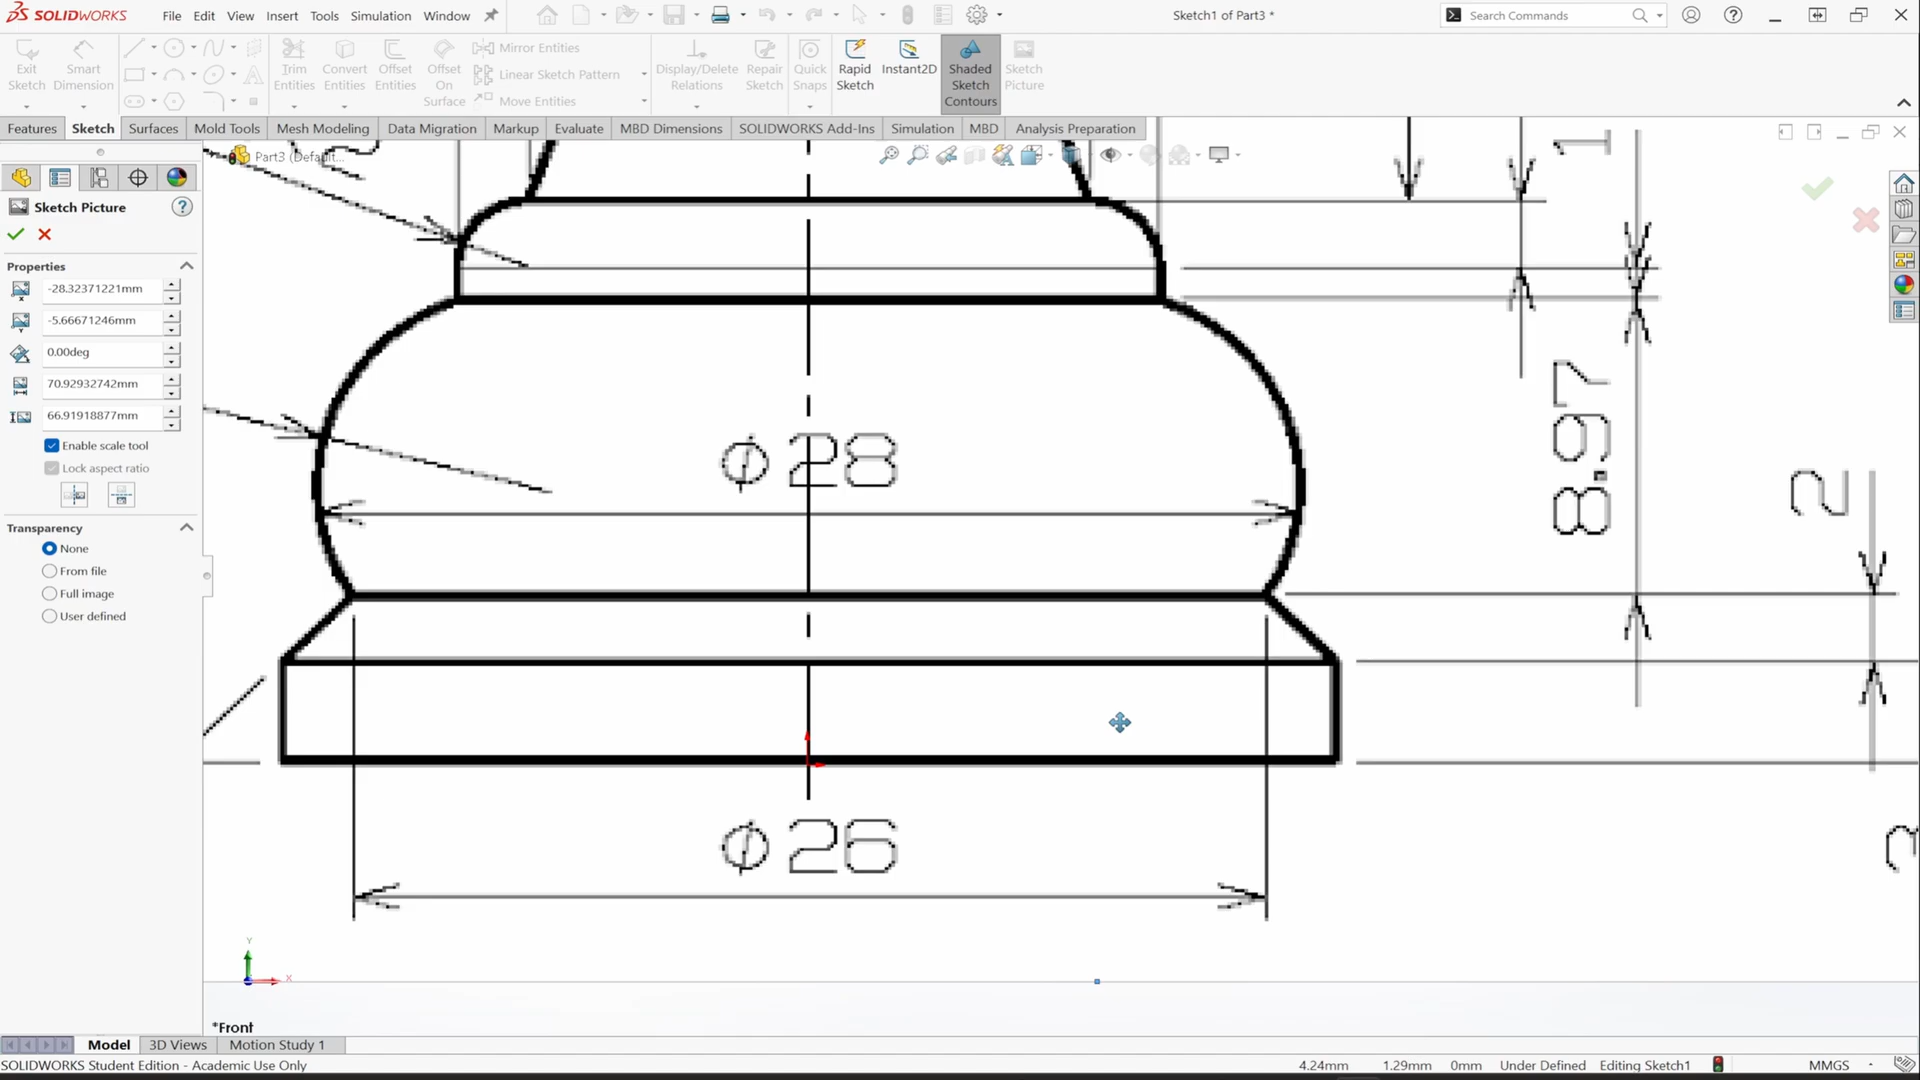 SOLIDWORKS
File
Edit
View
Insert
Tools
Simulation
Window
Sketch1 of Part3 *
Search Commands
Exit Sketch
Smart Dimension
Trim Entities
Convert Entities
Offset Entities
Offset On Surface
Mirror Entities
Linear Sketch Pattern
Move Entities
Display/Delete Relations
Repair Sketch
Quick Snaps
Rapid Sketch
Instant2D
Shaded Sketch Contours
Sketch Picture
Features
Sketch
Surfaces
Mold Tools
Mesh Modeling
Data Migration
Markup
Evaluate
MBD Dimensions
SOLIDWORKS Add-Ins
Simulation
MBD
Analysis Preparation
Part3 (Default...
Sketch Picture
Properties
-28.32371221mm
-5.66671246mm
0.00deg
70.92932742mm
66.91918877mm
Enable scale tool
Lock aspect ratio
Transparency
None
From file
Full image
User defined
1
8.97
2
Ø 28
Ø 26
3
Y
X
*Front
Model
3D Views
Motion Study 1
SOLIDWORKS Student Edition - Academic Use Only
4.24mm
1.29mm
0mm
Under Defined
Editing Sketch1
MMGS